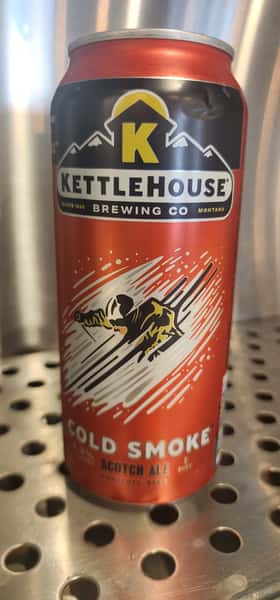 K
KETTLEHOUSE
BREWING CO
MONTANA
COLD SMOKE
SCOTCH ALE